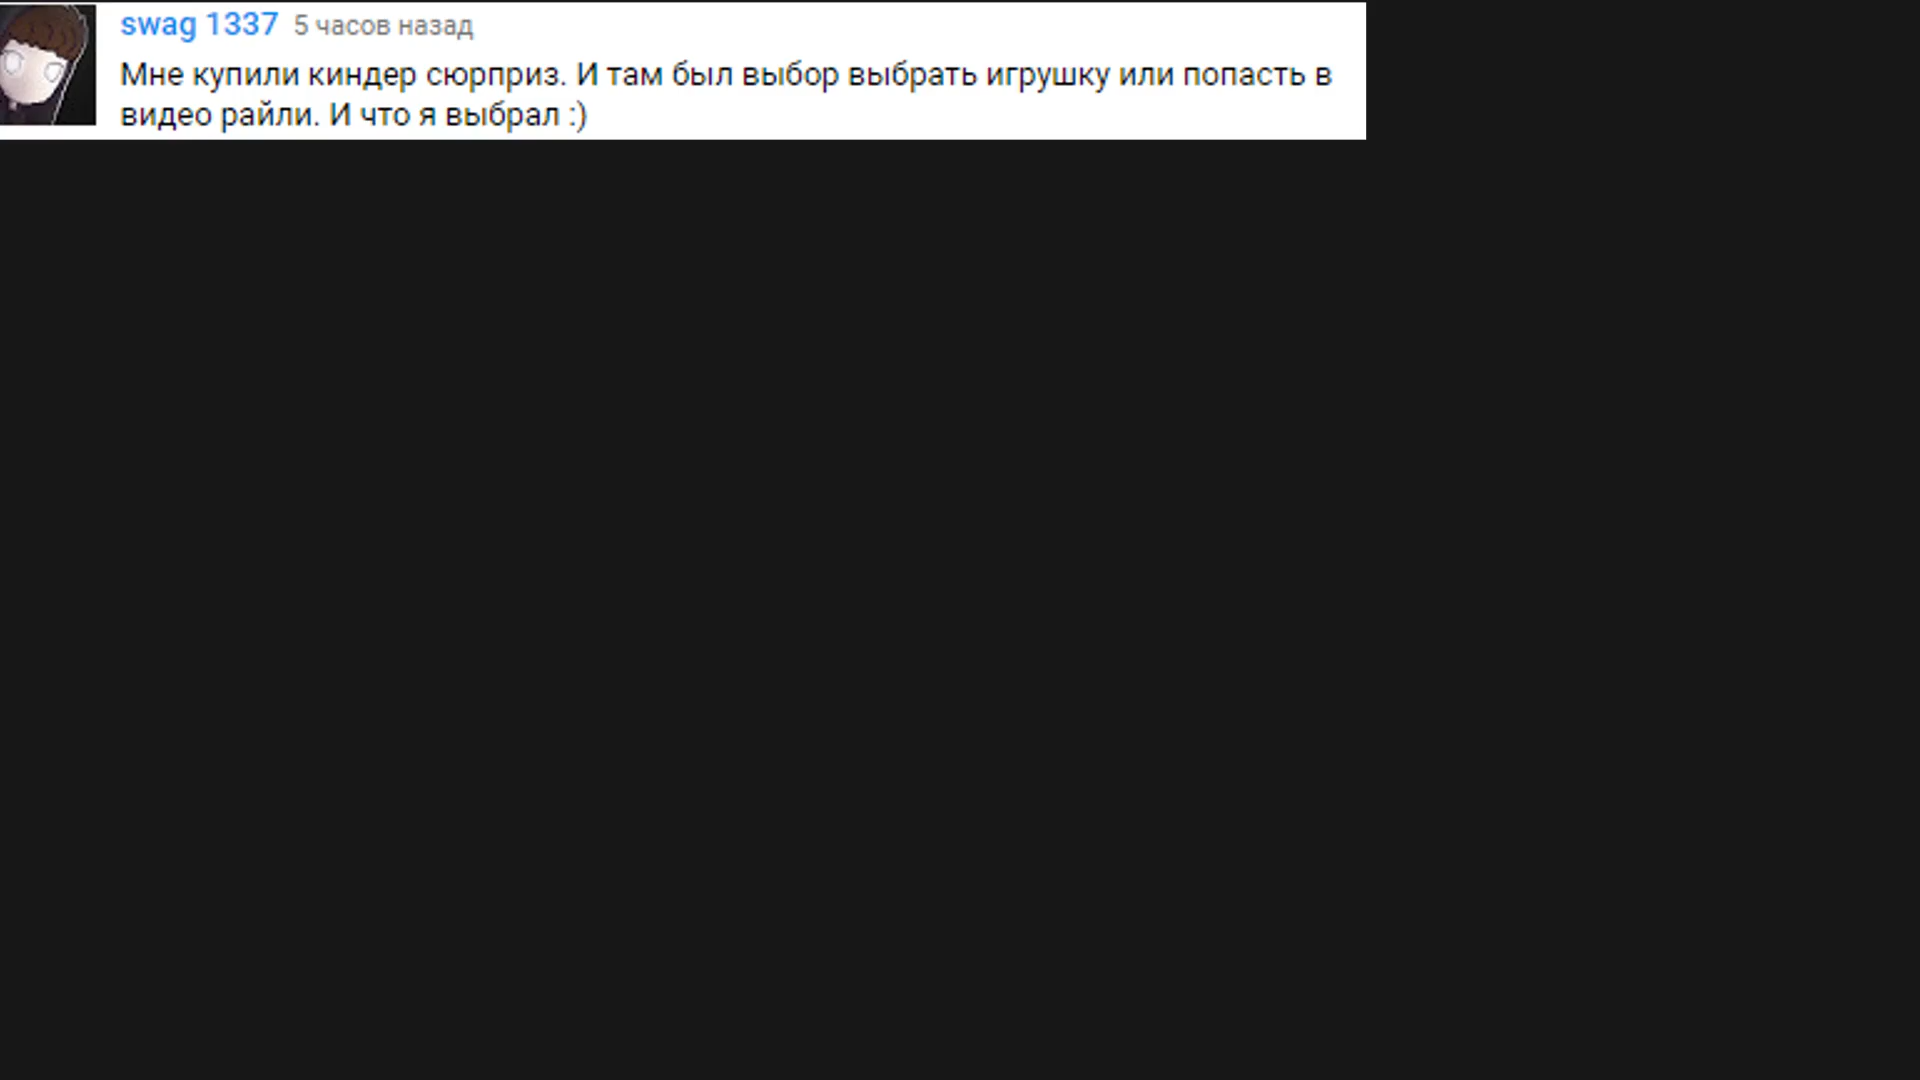 swag 1337 5 часов назад
Мне купили киндер сюрприз. И там был выбор выбрать игрушку или попасть в
видео райли. И что я выбрал :)